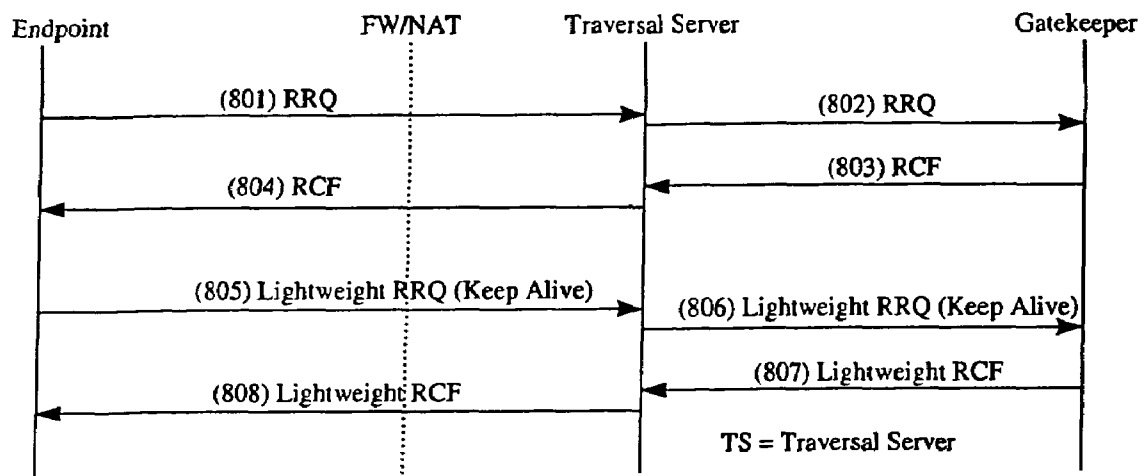 Endpoint
FW/NAT
Traversal Server
Gatekeeper
(801) RRQ
(802) RRQ
(803) RCF
(804) RCF
(805) Lightweight RRQ (Keep Alive)
(806) Lightweight RRQ (Keep Alive)
(807) Lightweight RCF
(808) Lightweight RCF
TS = Traversal Server